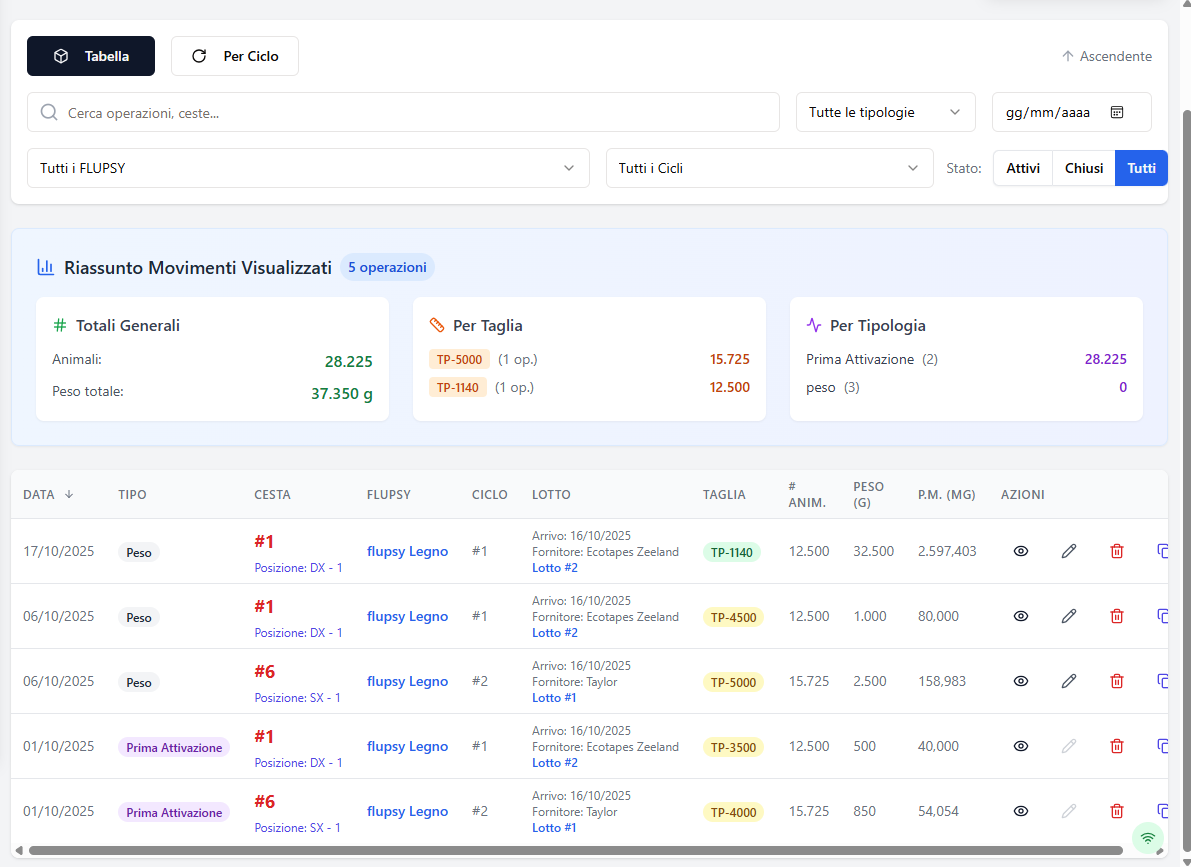 Tabella
Per Ciclo
Ascendente
Cerca operazioni, ceste...
Tutte le tipologie
gg/mm/aaaa
Tutti i FLUPSY
Tutti i Cicli
Stato:
Attivi
Chiusi
Tutti
Riassunto Movimenti Visualizzati
5 operazioni
Totali Generali
Animali: 28.225
Peso totale: 37.350 g
Per Taglia
TP-5000 (1 op.) 15.725
TP-1140 (1 op.) 12.500
Per Tipologia
Prima Attivazione (2) 28.225
peso (3) 0
DATA TIPO CESTA FLUPSY CICLO LOTTO TAGLIA # ANIM. PESO (G) P.M. (MG) AZIONI
17/10/2025 Peso #1 Posizione: DX - 1 flupsy Legno #1 Arrivo: 16/10/2025 Fornitore: Ecotapes Zeeland Lotto #2 TP-1140 12.500 32.500 2.597,403
06/10/2025 Peso #1 Posizione: DX - 1 flupsy Legno #1 Arrivo: 16/10/2025 Fornitore: Ecotapes Zeeland Lotto #2 TP-4500 12.500 1.000 80,000
06/10/2025 Peso #6 Posizione: SX - 1 flupsy Legno #2 Arrivo: 16/10/2025 Fornitore: Taylor Lotto #1 TP-5000 15.725 2.500 158,983
01/10/2025 Prima Attivazione #1 Posizione: DX - 1 flupsy Legno #1 Arrivo: 16/10/2025 Fornitore: Ecotapes Zeeland Lotto #2 TP-3500 12.500 500 40,000
01/10/2025 Prima Attivazione #6 Posizione: SX - 1 flupsy Legno #2 Arrivo: 16/10/2025 Fornitore: Taylor Lotto #1 TP-4000 15.725 850 54,054